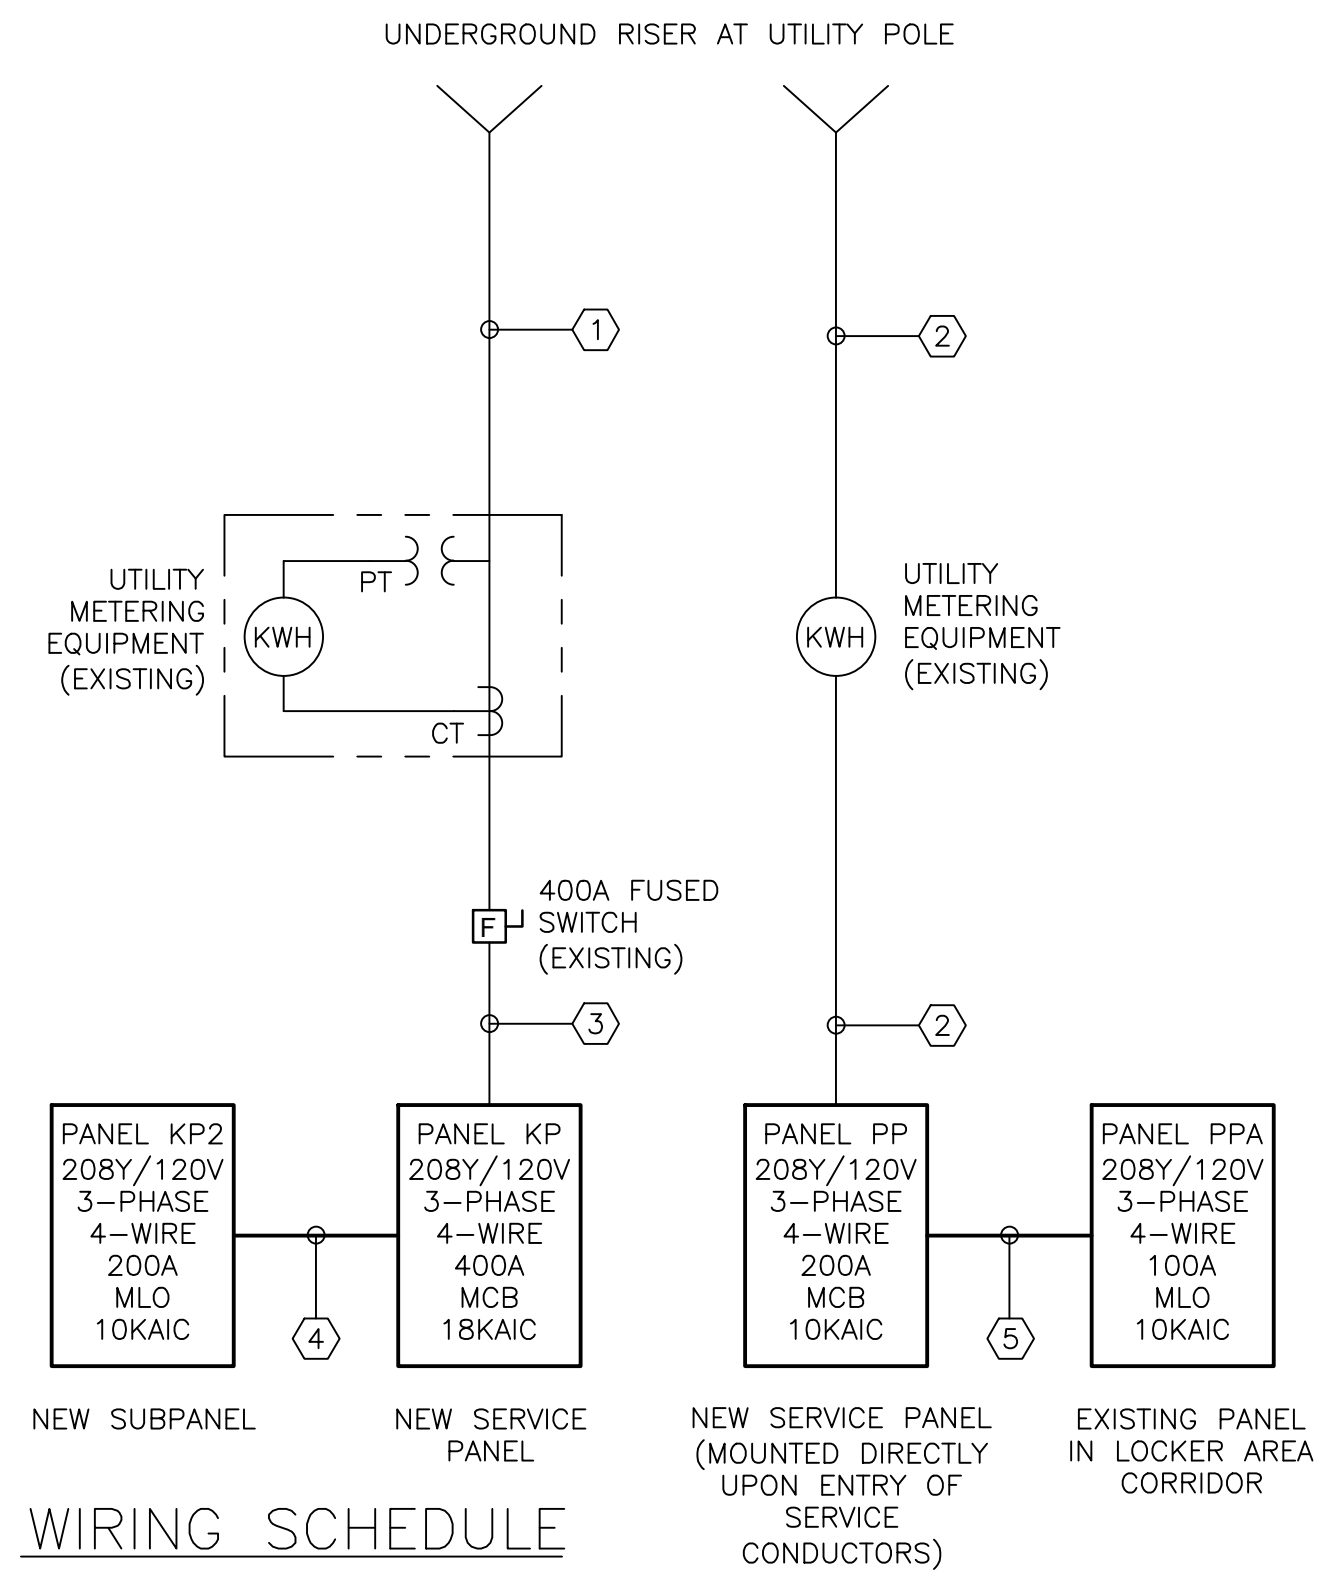 UNDERGROUND RISER AT UTILITY POLE
1
2
UTILITY
METERING
EQUIPMENT
(EXISTING)
PT
KWH
CT
KWH
UTILITY
METERING
EQUIPMENT
(EXISTING)
F
400A FUSED
SWITCH
(EXISTING)
3
2
PANEL KP2
208Y/120V
3-PHASE
4-WIRE
200A
MLO
10KAIC
4
PANEL KP
208Y/120V
3-PHASE
4-WIRE
400A
MCB
18KAIC
PANEL PP
208Y/120V
3-PHASE
4-WIRE
200A
MCB
10KAIC
5
PANEL PPA
208Y/120V
3-PHASE
4-WIRE
100A
MLO
10KAIC
NEW SUBPANEL
NEW SERVICE
PANEL
NEW SERVICE PANEL
(MOUNTED DIRECTLY
UPON ENTRY OF
SERVICE
CONDUCTORS)
EXISTING PANEL
IN LOCKER AREA
CORRIDOR
WIRING SCHEDULE